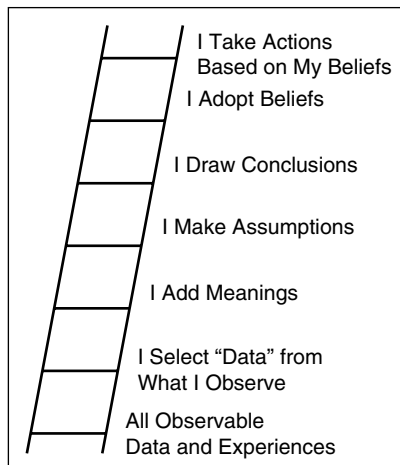 I Take Actions
Based on My Beliefs
I Adopt Beliefs
I Draw Conclusions
I Make Assumptions
I Add Meanings
I Select “Data” from
What I Observe
All Observable
Data and Experiences